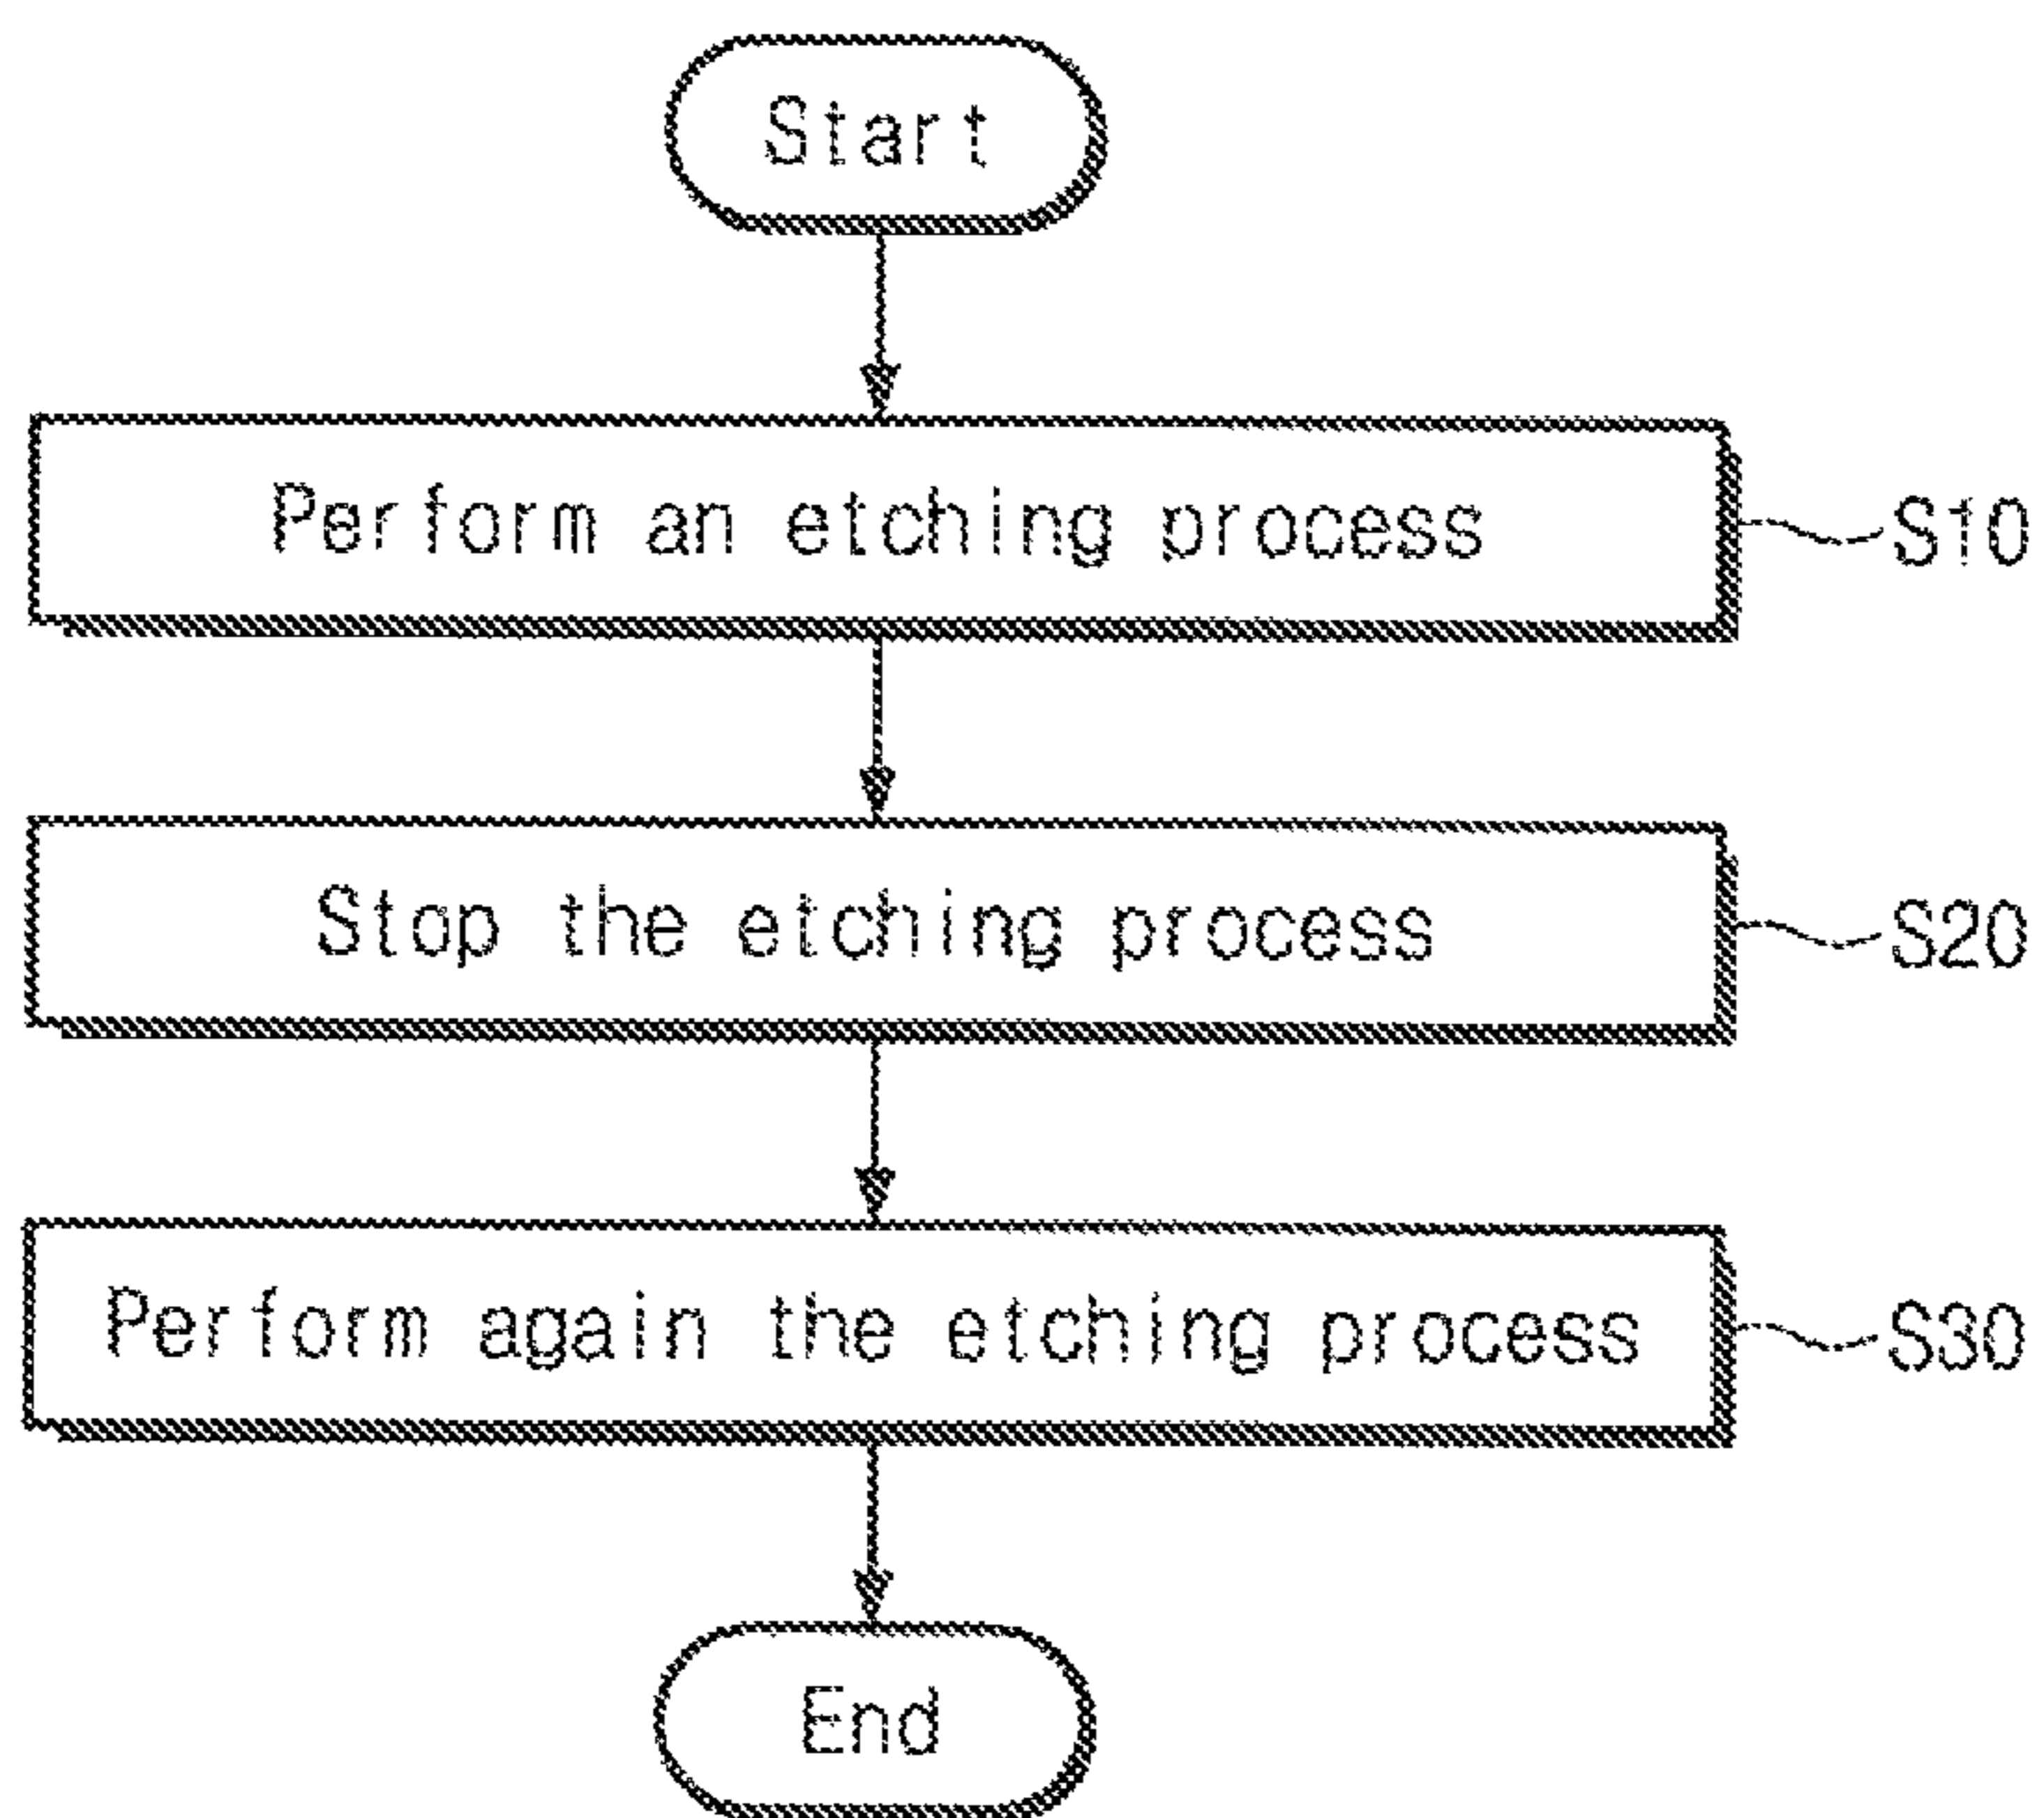 Start
Perform an etching process
S10
Stop the etching process
S20
Perform again the etching process
S30
End